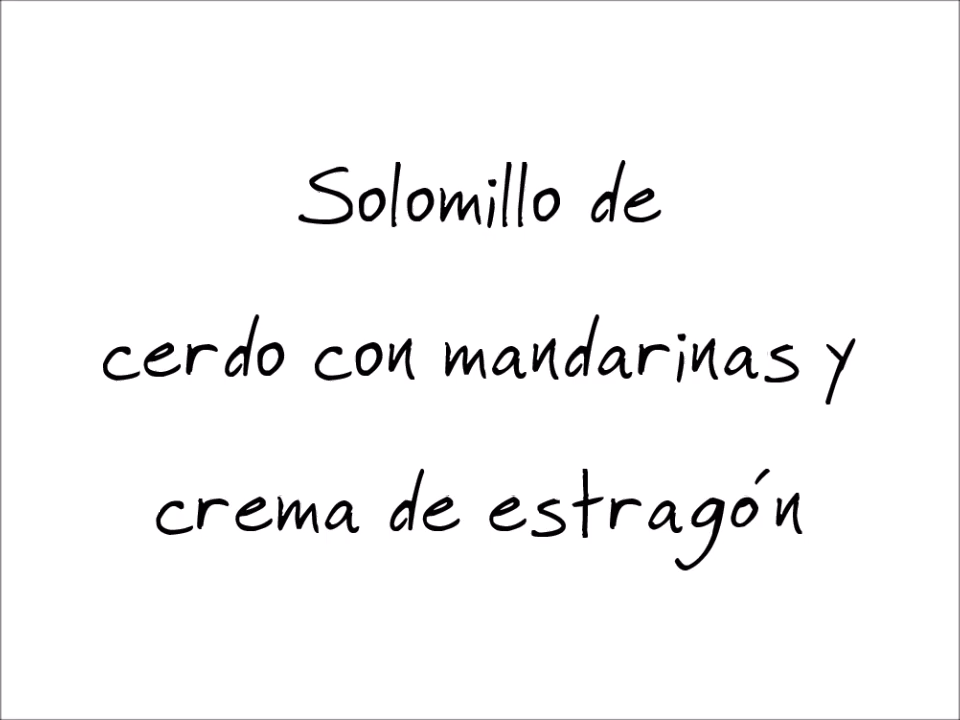 Solomillo de
cerdo con mandarinas y
crema de estragón